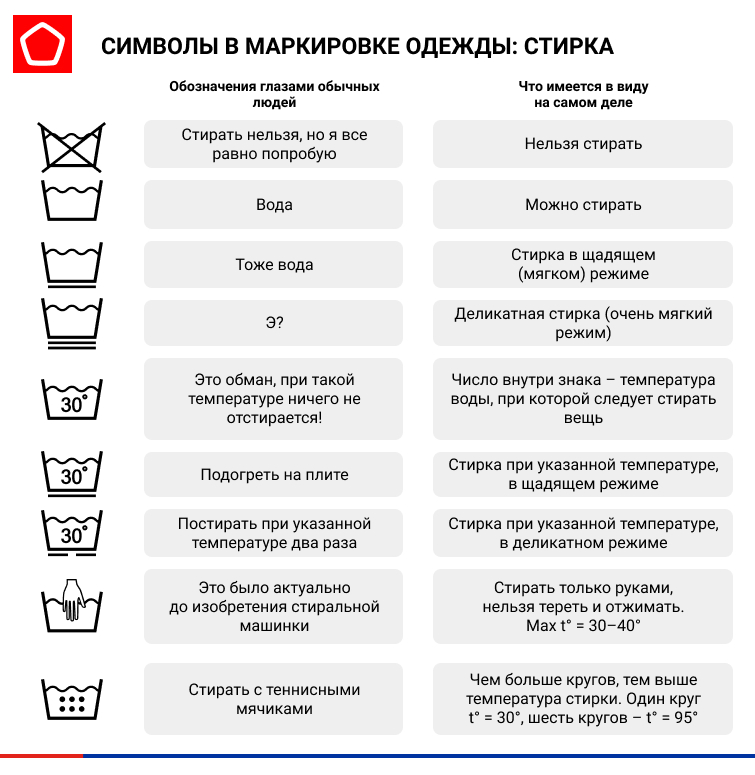 СИМВОЛЫ В МАРКИРОВКЕ ОДЕЖДЫ: СТИРКА
Обозначения глазами обычных
людей
Что имеется в виду
на самом деле
Стирать нельзя, но я все
равно попробую
Нельзя стирать
Вода
Можно стирать
Тоже вода
Стирка в щадящем
(мягком) режиме
Э?
Деликатная стирка (очень мягкий
режим)
30°
Это обман, при такой
температуре ничего не
отстирается!
Число внутри знака – температура
воды, при которой следует стирать
вещь
30°
Подогреть на плите
Стирка при указанной температуре,
в щадящем режиме
30°
Постирать при указанной
температуре два раза
Стирка при указанной температуре,
в деликатном режиме
Это было актуально
до изобретения стиральной
машинки
Стирать только руками,
нельзя тереть и отжимать.
Max t° = 30–40°
Стирать с теннисными
мячиками
Чем больше кругов, тем выше
температура стирки. Один круг
t° = 30°, шесть кругов – t° = 95°